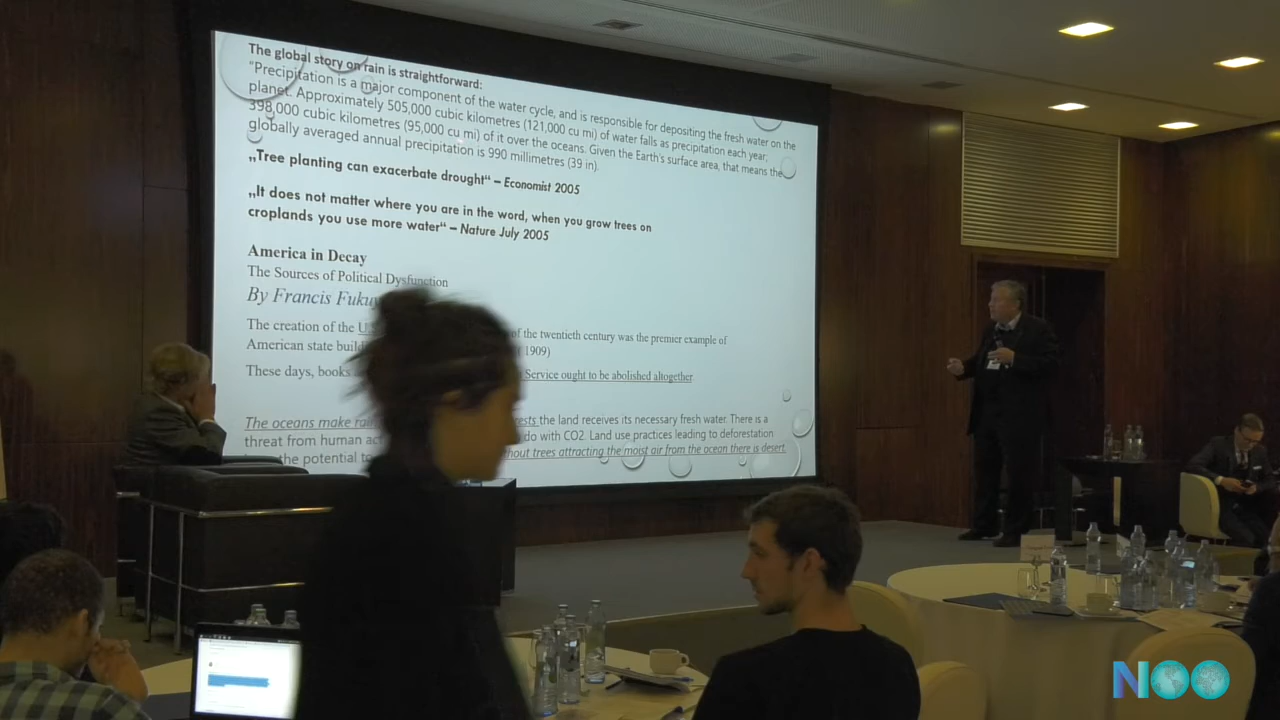 The global story on rain is straightforward:
"Precipitation is a major component of the water cycle, and is responsible for depositing the fresh water on the
planet. Approximately 505,000 cubic kilometres (121,000 cu mi) of water falls as precipitation each year;
398,000 cubic kilometres (95,000 cu mi) of it over the oceans. Given the Earth's surface area, that means the
globally averaged annual precipitation is 990 millimetres (39 in).
„Tree planting can exacerbate drought“ – Economist 2005
„It does not matter where you are in the word, when you grow trees on
croplands you use more water“ – Nature July 2005
America in Decay
The Sources of Political Dysfunction
By Francis
The creation of the of the twentieth century was the premier example of
American state 1909)
These days, books Service ought to be abolished altogether
The oceans make the land receives its necessary fresh water. There is a
threat from human do with CO2. Land use practices leading to deforestation
the potential to trees attracting the moist air from the ocean there is desert.
NOO